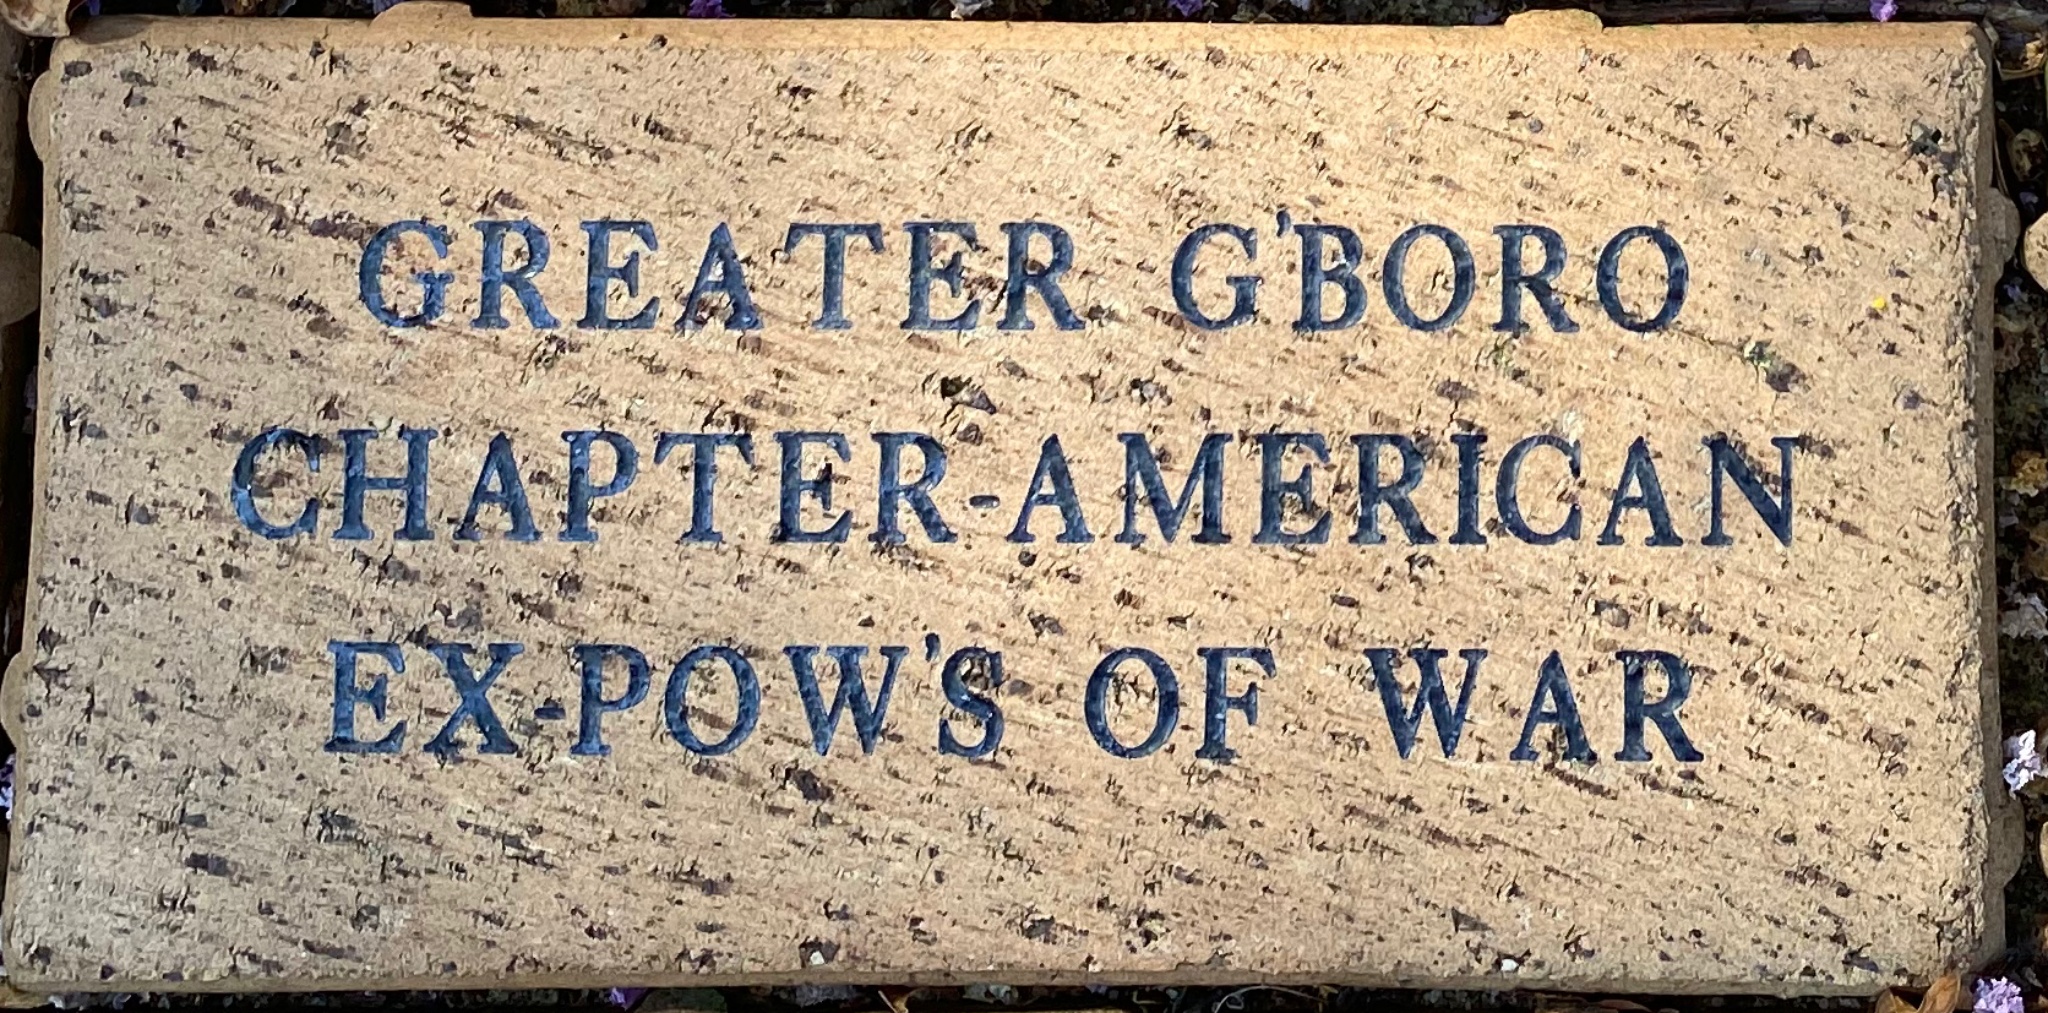 GREATER G'BORO
CHAPTER-AMERICAN
EX-POW'S OF WAR